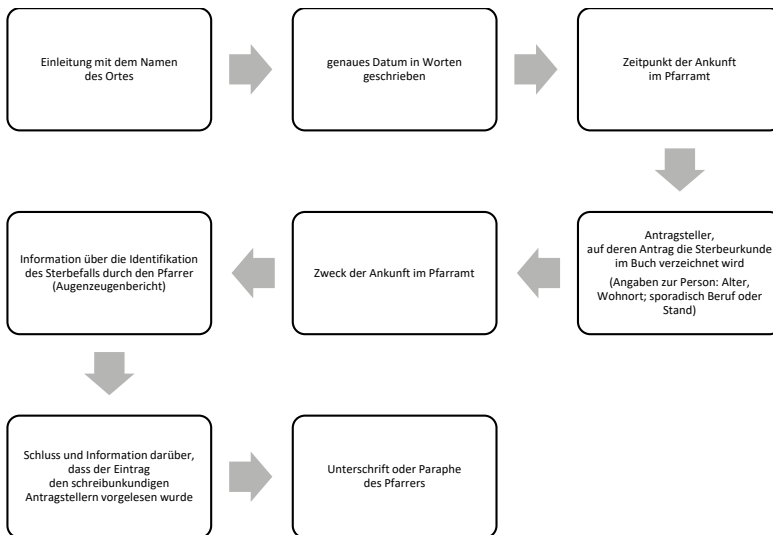 Einleitung mit dem Namen
des Ortes
genaues Datum in Worten
geschrieben
Zeitpunkt der Ankunft
im Pfarramt
Antragsteller,
auf deren Antrag die Sterbeurkunde
im Buch verzeichnet wird
(Angaben zur Person: Alter,
Wohnort; sporadisch Beruf oder
Stand)
Zweck der Ankunft im Pfarramt
Information über die Identifikation
des Sterbefalls durch den Pfarrer
(Augenzeugenbericht)
Schluss und Information darüber,
dass der Eintrag
den schreibunkundigen
Antragstellern vorgelesen wurde
Unterschrift oder Paraphe
des Pfarrers